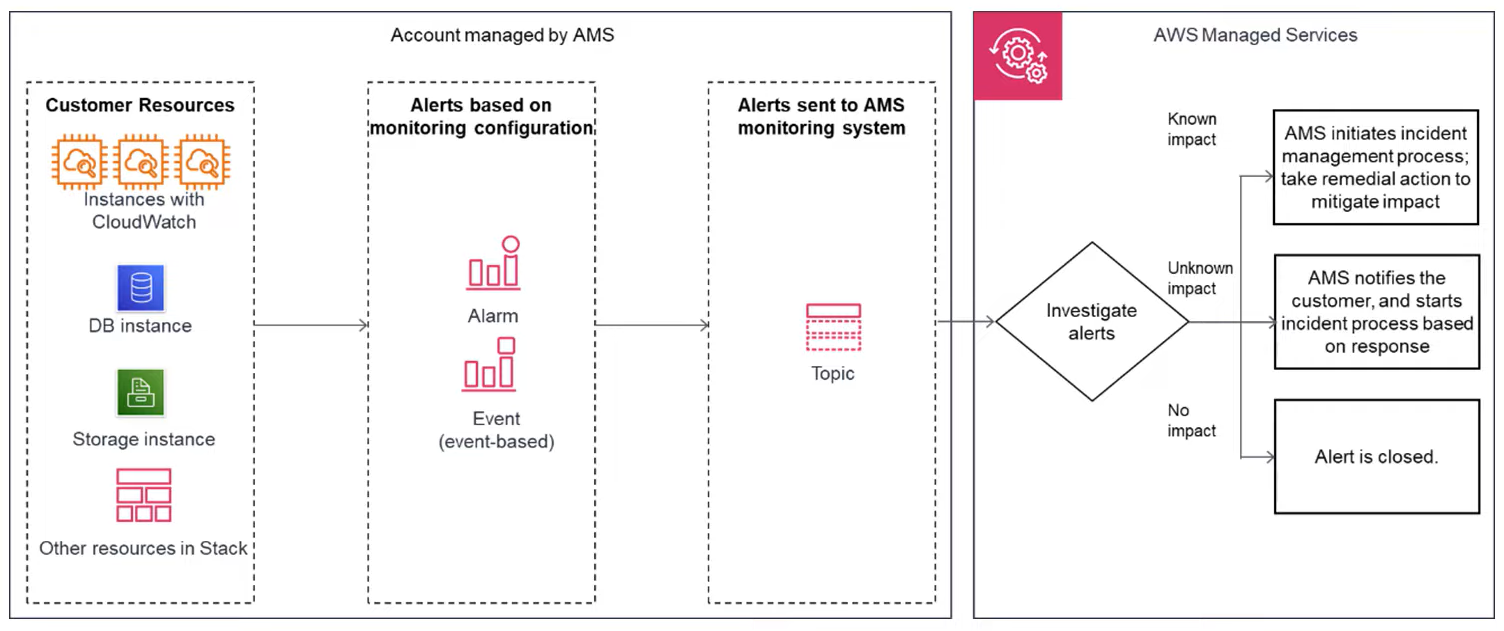 Account managed by AMS
Customer Resources
Instances with
CloudWatch
DB instance
Storage instance
Other resources in Stack
Alerts based on
monitoring configuration
Alarm
Event
(event-based)
Alerts sent to AMS
monitoring system
Topic
AWS Managed Services
Investigate
alerts
Known
impact
AMS initiates incident
management process;
take remedial action to
mitigate impact
Unknown
impact
AMS notifies the
customer, and starts
incident process based
on response
No
impact
Alert is closed.